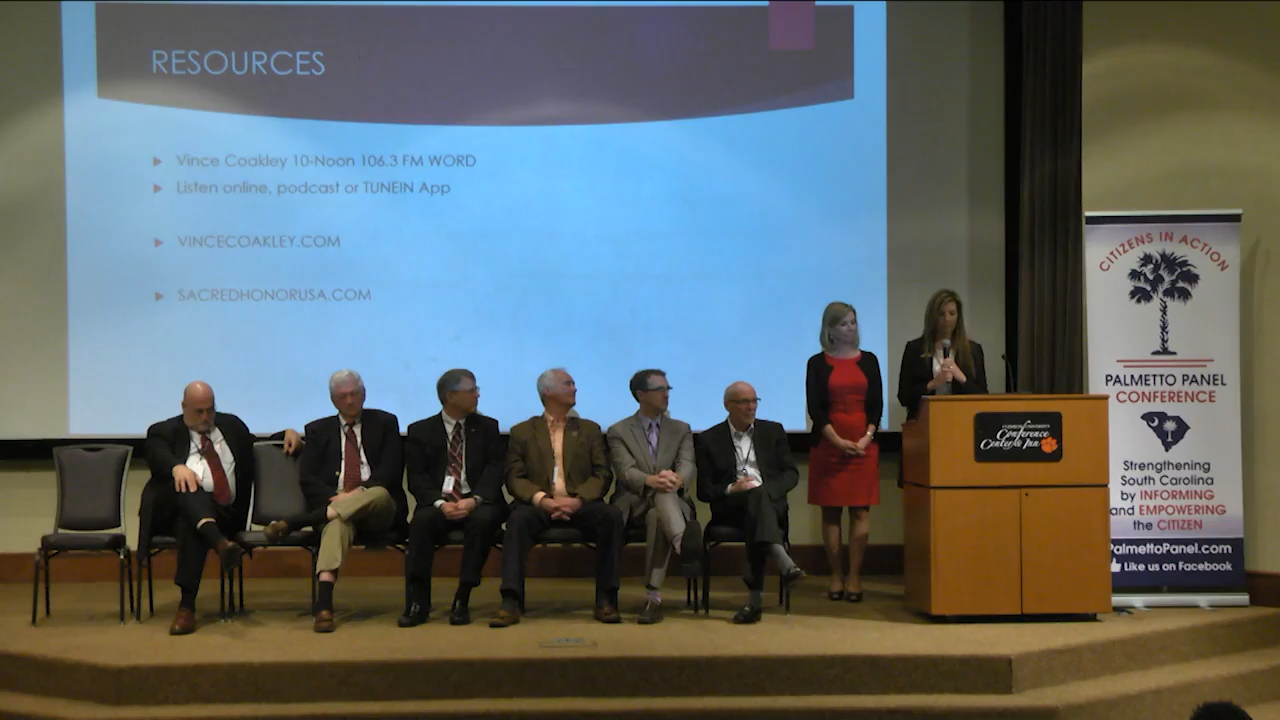 RESOURCES
Vince Coakley 10-Noon 106.3 FM WORD
Listen online, podcast or TUNEIN App
VINCECOAKLEY.COM
SACREDHONORUSA.COM
Conference
Center & Inn
CITIZENS IN ACTION
PALMETTO PANEL
CONFERENCE
Strengthening
South Carolina
by INFORMING
and EMPOWERING
the CITIZEN
PalmettoPanel.com
Like us on Facebook